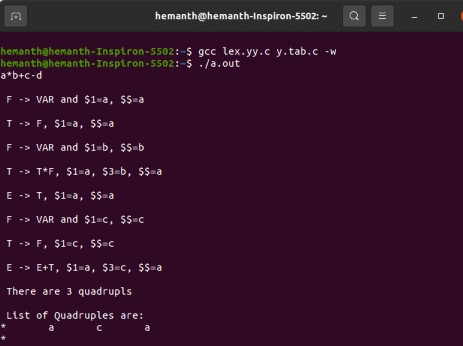 hemanth@hemanth-Inspiron-5502: ~
hemanth@hemanth-Inspiron-5502:~$ gcc lex.yy.c y.tab.c -w
hemanth@hemanth-Inspiron-5502:~$ ./a.out
a*b+c-d
F -> VAR and $1=a, $$=a
T -> F, $1=a, $$=a
F -> VAR and $1=b, $$=b
T -> T*F, $1=a, $3=b, $$=a
E -> T, $1=a, $$=a
F -> VAR and $1=c, $$=c
T -> F, $1=c, $$=c
E -> E+T, $1=a, $3=c, $$=a
There are 3 quadrupls
List of Quadruples are:
* a c a
*